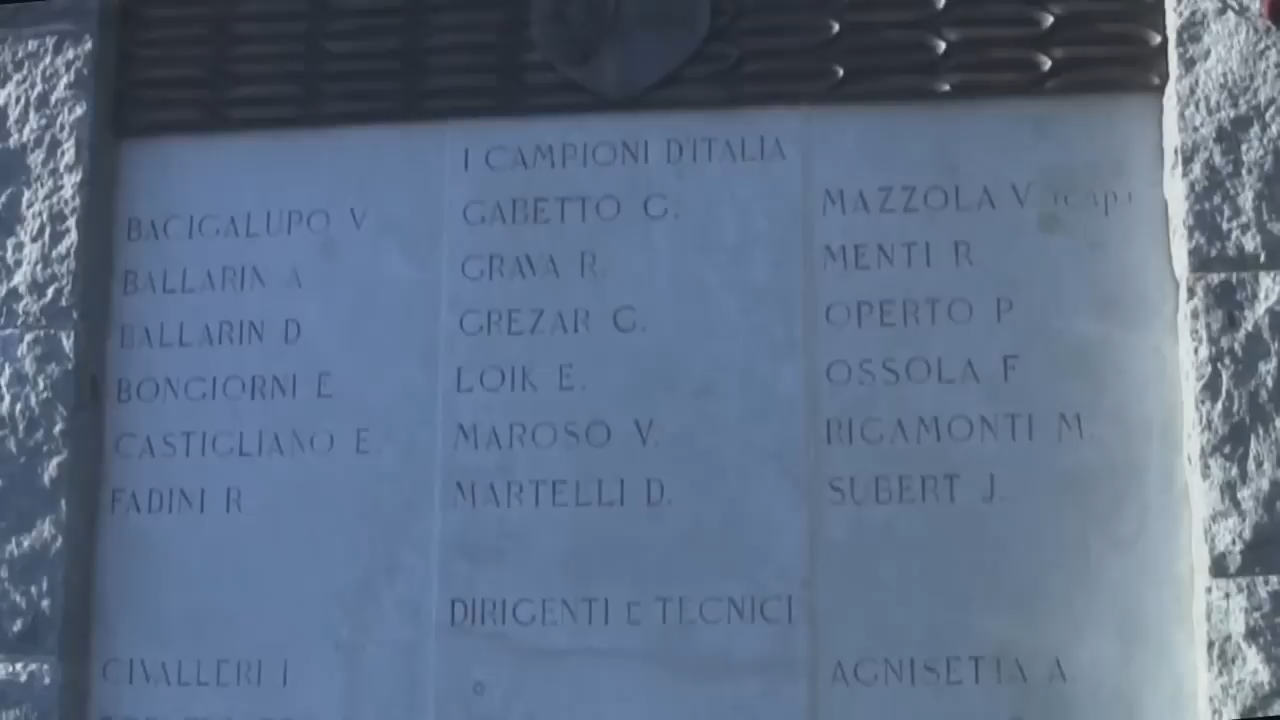 I CAMPIONI D'ITALIA
BACIGALUPO V
BALLARIN A
BALLARIN D
BONGIORNI E
CASTIGLIANO E.
FADINI R
GABETTO G.
GRAVA R.
GREZAR G.
LOIK E.
MAROSO V.
MARTELLI D.
MAZZOLA V (cap)
MENTI R
OPERTO P
OSSOLA F
RIGAMONTI M.
SUBERT J.
DIRIGENTI E TECNICI
CIVALLERI I
AGNISETTA A